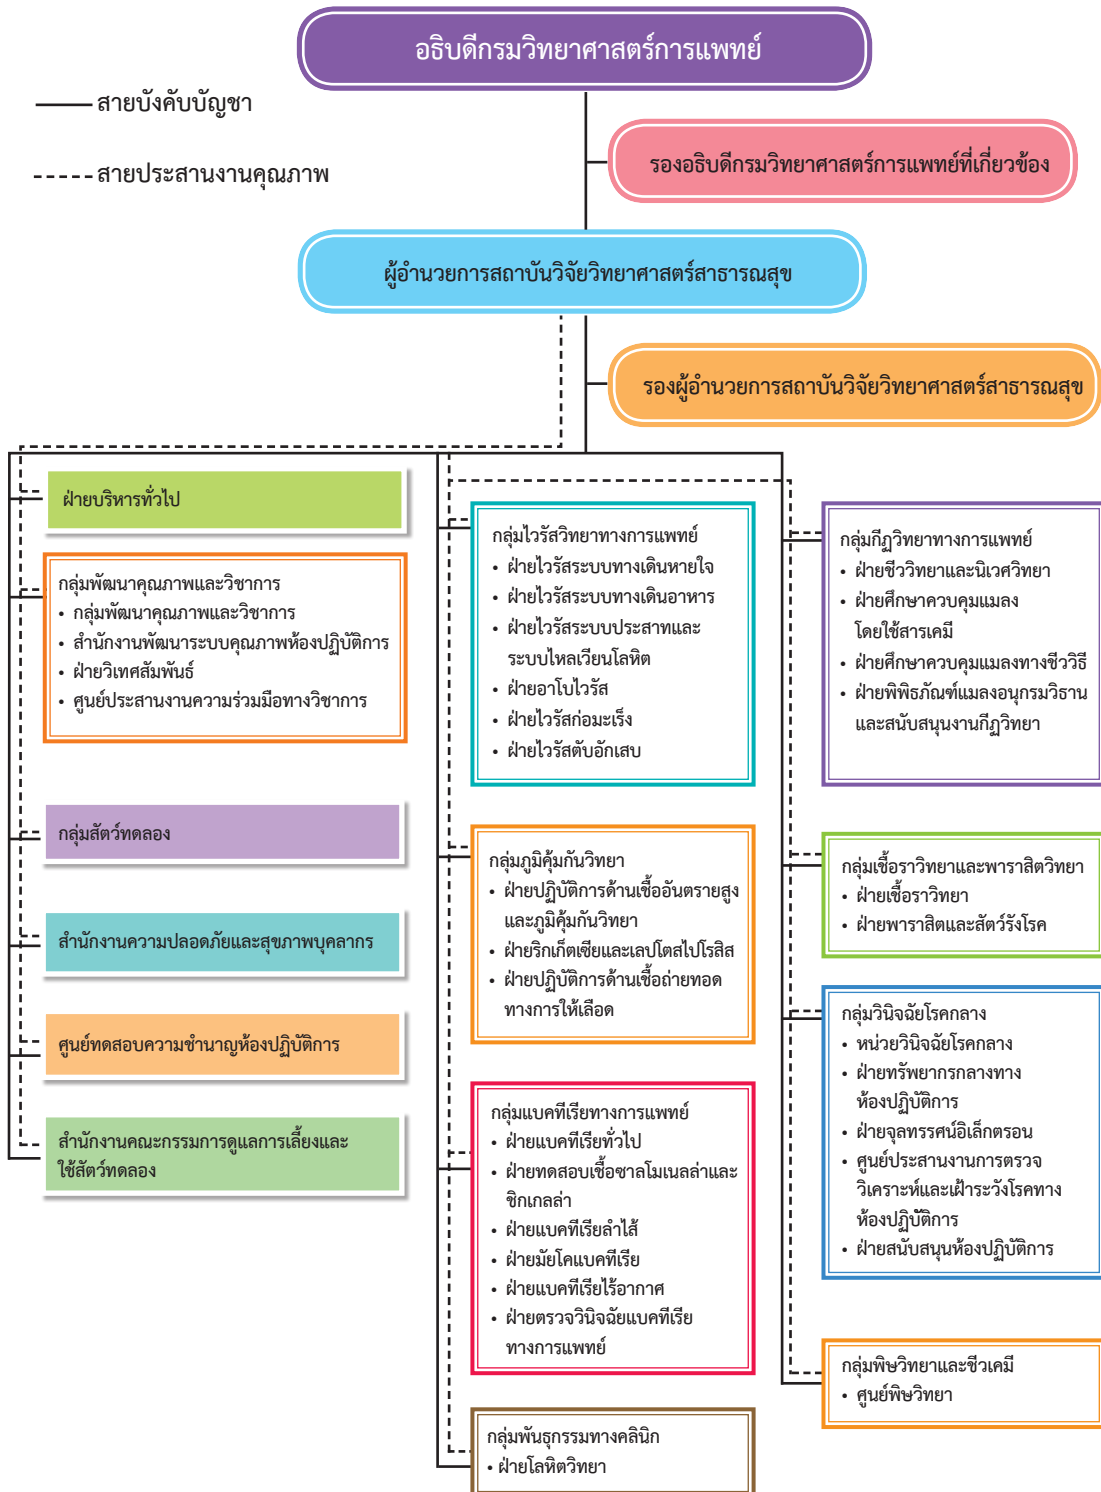 อธิบดีกรมวิทยาศาสตร์การแพทย์
สายบังคับบัญชา
รองอธิบดีกรมวิทยาศาสตร์การแพทย์ที่เกี่ยวข้อง
สายประสานงานคุณภาพ
ผู้อำนวยการสถาบันวิจัยวิทยาศาสตร์สาธารณสุข
รองผู้อำนวยการสถาบันวิจัยวิทยาศาสตร์สาธารณสุข
ฝ่ายบริหารทั่วไป
กลุ่มพัฒนาคุณภาพและวิชาการ
• กลุ่มพัฒนาคุณภาพและวิชาการ
• สำนักงานพัฒนาระบบคุณภาพห้องปฏิบัติการ
• ฝ่ายวิเทศสัมพันธ์
• ศูนย์ประสานงานความร่วมมือทางวิชาการ
กลุ่มสัตว์ทดลอง
สำนักงานความปลอดภัยและสุขภาพบุคลากร
ศูนย์ทดสอบความชำนาญห้องปฏิบัติการ
สำนักงานคณะกรรมการดูแลการเลี้ยงและ
ใช้สัตว์ทดลอง
กลุ่มไวรัสวิทยาทางการแพทย์
• ฝ่ายไวรัสระบบทางเดินหายใจ
• ฝ่ายไวรัสระบบทางเดินอาหาร
• ฝ่ายไวรัสระบบประสาทและ
ระบบไหลเวียนโลหิต
• ฝ่ายอาโบไวรัส
• ฝ่ายไวรัสก่อมะเร็ง
• ฝ่ายไวรัสตับอักเสบ
กลุ่มภูมิคุ้มกันวิทยา
• ฝ่ายปฏิบัติการด้านเชื้ออันตรายสูง
และภูมิคุ้มกันวิทยา
• ฝ่ายริกเก็ตเซียและเลปโตสไปโรสิส
• ฝ่ายปฏิบัติการด้านเชื้อถ่ายทอด
ทางการให้เลือด
กลุ่มแบคทีเรียทางการแพทย์
• ฝ่ายแบคทีเรียทั่วไป
• ฝ่ายทดสอบเชื้อซาลโมเนลล่าและ
ชิกเกลล่า
• ฝ่ายแบคทีเรียลำไส้
• ฝ่ายมัยโคแบคทีเรีย
• ฝ่ายแบคทีเรียไร้อากาศ
• ฝ่ายตรวจวินิจฉัยแบคทีเรีย
ทางการแพทย์
กลุ่มพันธุกรรมทางคลินิก
• ฝ่ายโลหิตวิทยา
กลุ่มกีฏวิทยาทางการแพทย์
• ฝ่ายชีววิทยาและนิเวศวิทยา
• ฝ่ายศึกษาควบคุมแมลง
โดยใช้สารเคมี
• ฝ่ายศึกษาควบคุมแมลงทางชีววิธี
• ฝ่ายพิพิธภัณฑ์แมลงอนุกรมวิธาน
และสนับสนุนงานกีฏวิทยา
กลุ่มเชื้อราวิทยาและพาราสิตวิทยา
• ฝ่ายเชื้อราวิทยา
• ฝ่ายพาราสิตและสัตว์รังโรค
กลุ่มวินิจฉัยโรคกลาง
• หน่วยวินิจฉัยโรคกลาง
• ฝ่ายทรัพยากรกลางทาง
ห้องปฏิบัติการ
• ฝ่ายจุลทรรศน์อิเล็กตรอน
• ศูนย์ประสานงานการตรวจ
วิเคราะห์และเฝ้าระวังโรคทาง
ห้องปฏิบัติการ
• ฝ่ายสนับสนุนห้องปฏิบัติการ
กลุ่มพิษวิทยาและชีวเคมี
• ศูนย์พิษวิทยา